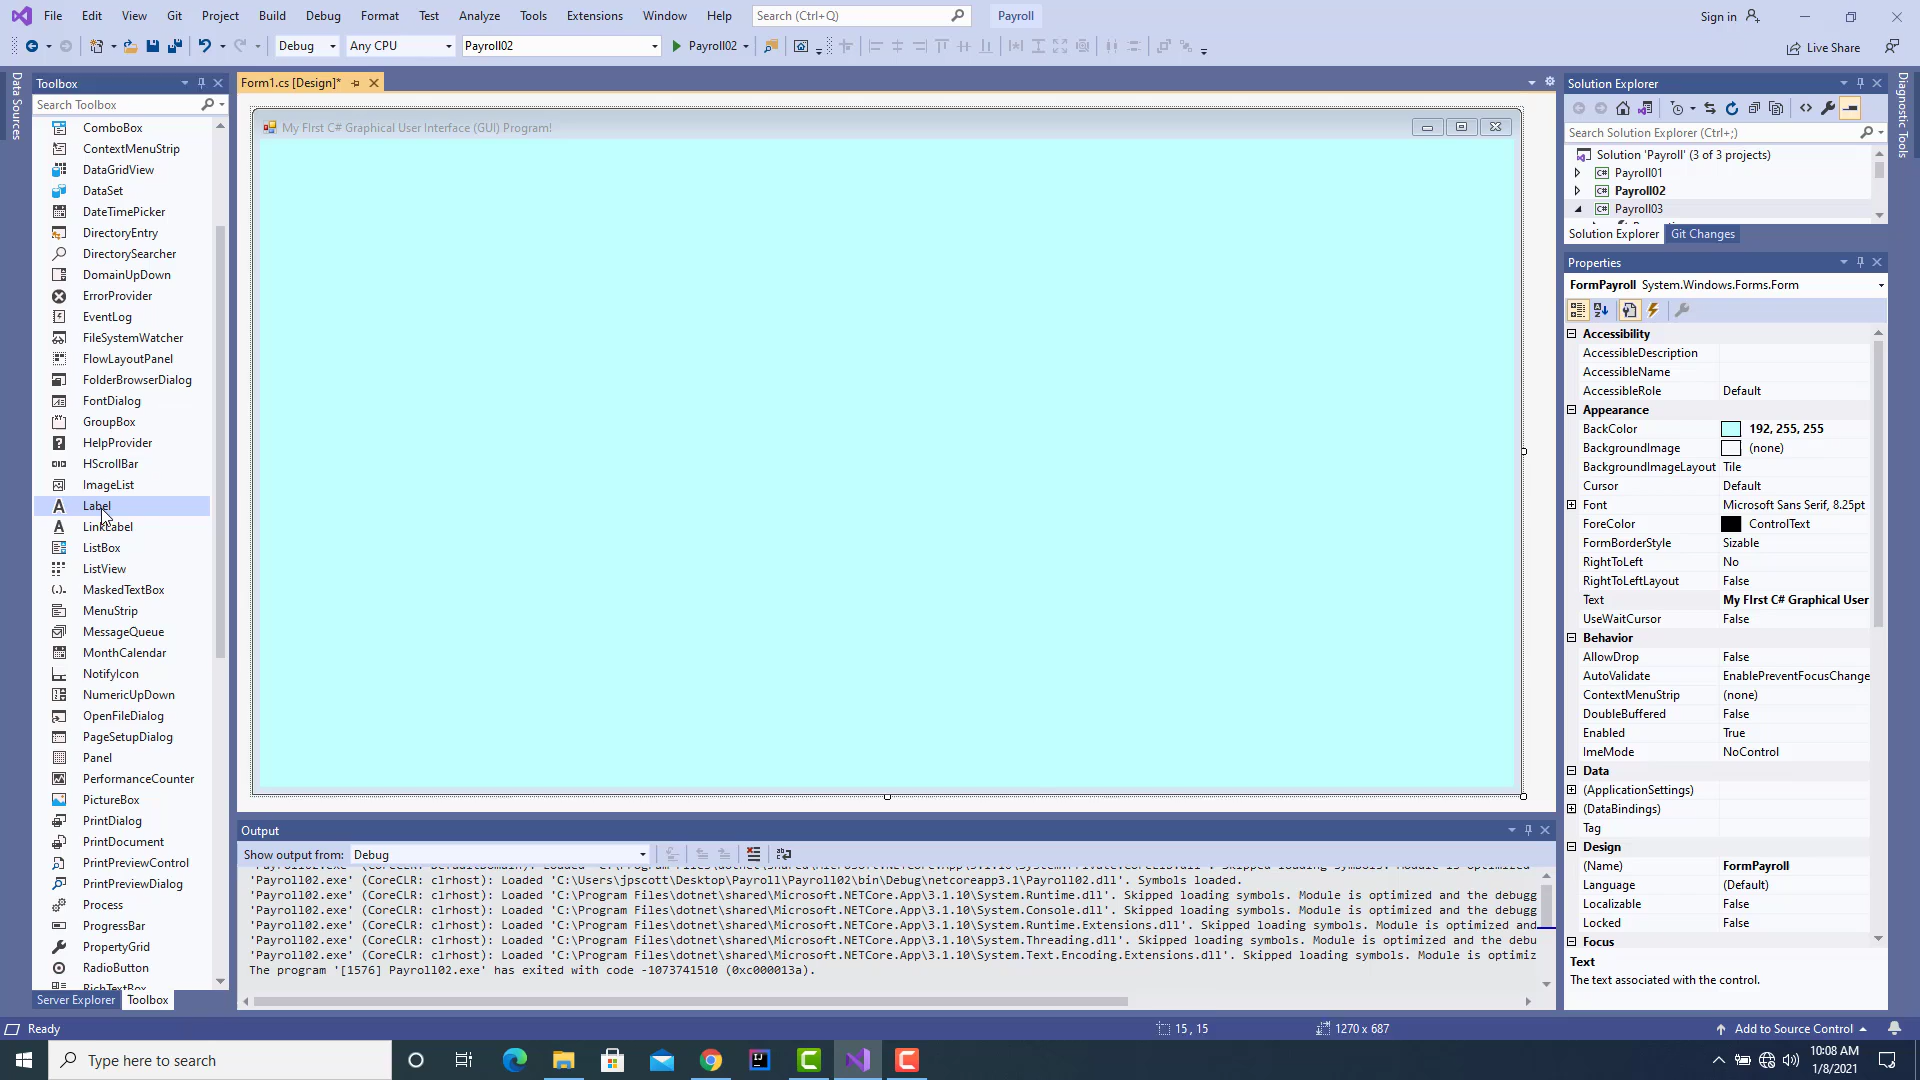 File Edit View Git Project Build Debug Format Test Analyze Tools Extensions Window Help Search (Ctrl+Q) Payroll Sign in
Debug Any CPU Payroll02 Payroll02 Live Share
Data Sources
Toolbox
Search Toolbox
ComboBox
ContextMenuStrip
DataGridView
DataSet
DateTimePicker
DirectoryEntry
DirectorySearcher
DomainUpDown
ErrorProvider
EventLog
FileSystemWatcher
FlowLayoutPanel
FolderBrowserDialog
FontDialog
GroupBox
HelpProvider
HScrollBar
ImageList
Label
LinkLabel
ListBox
ListView
MaskedTextBox
MenuStrip
MessageQueue
MonthCalendar
NotifyIcon
NumericUpDown
OpenFileDialog
PageSetupDialog
Panel
PerformanceCounter
PictureBox
PrintDialog
PrintDocument
PrintPreviewControl
PrintPreviewDialog
Process
ProgressBar
PropertyGrid
RadioButton
RichTextBox
Server Explorer Toolbox
Form1.cs [Design]*
My FIrst C# Graphical User Interface (GUI) Program!
Output
Show output from: Debug
'Payroll02.exe' (CoreCLR: clrhost): Loaded 'C:\Users\jpscott\Desktop\Payroll\Payroll02\bin\Debug\netcoreapp3.1\Payroll02.dll'. Symbols loaded.
'Payroll02.exe' (CoreCLR: clrhost): Loaded 'C:\Program Files\dotnet\shared\Microsoft.NETCore.App\3.1.10\System.Runtime.dll'. Skipped loading symbols. Module is optimized and the debugg
'Payroll02.exe' (CoreCLR: clrhost): Loaded 'C:\Program Files\dotnet\shared\Microsoft.NETCore.App\3.1.10\System.Console.dll'. Skipped loading symbols. Module is optimized and the debugg
'Payroll02.exe' (CoreCLR: clrhost): Loaded 'C:\Program Files\dotnet\shared\Microsoft.NETCore.App\3.1.10\System.Runtime.Extensions.dll'. Skipped loading symbols. Module is optimized and
'Payroll02.exe' (CoreCLR: clrhost): Loaded 'C:\Program Files\dotnet\shared\Microsoft.NETCore.App\3.1.10\System.Threading.dll'. Skipped loading symbols. Module is optimized and the debu
'Payroll02.exe' (CoreCLR: clrhost): Loaded 'C:\Program Files\dotnet\shared\Microsoft.NETCore.App\3.1.10\System.Text.Encoding.Extensions.dll'. Skipped loading symbols. Module is optimiz
The program '[1576] Payroll02.exe' has exited with code -1073741510 (0xc000013a).
Solution Explorer
Search Solution Explorer (Ctrl+;)
Solution 'Payroll' (3 of 3 projects)
Payroll01
Payroll02
Payroll03
Solution Explorer Git Changes
Properties
FormPayroll System.Windows.Forms.Form
Accessibility
AccessibleDescription
AccessibleName
AccessibleRole Default
Appearance
BackColor 192, 255, 255
BackgroundImage (none)
BackgroundImageLayout Tile
Cursor Default
Font Microsoft Sans Serif, 8.25pt
ForeColor ControlText
FormBorderStyle Sizable
RightToLeft No
RightToLeftLayout False
Text My FIrst C# Graphical User
UseWaitCursor False
Behavior
AllowDrop False
AutoValidate EnablePreventFocusChange
ContextMenuStrip (none)
DoubleBuffered False
Enabled True
ImeMode NoControl
Data
(ApplicationSettings)
(DataBindings)
Tag
Design
(Name) FormPayroll
Language (Default)
Localizable False
Locked False
Focus
Text
The text associated with the control.
Diagnostic Tools
Ready 15 , 15 1270 x 687 Add to Source Control
Type here to search
10:08 AM
1/8/2021